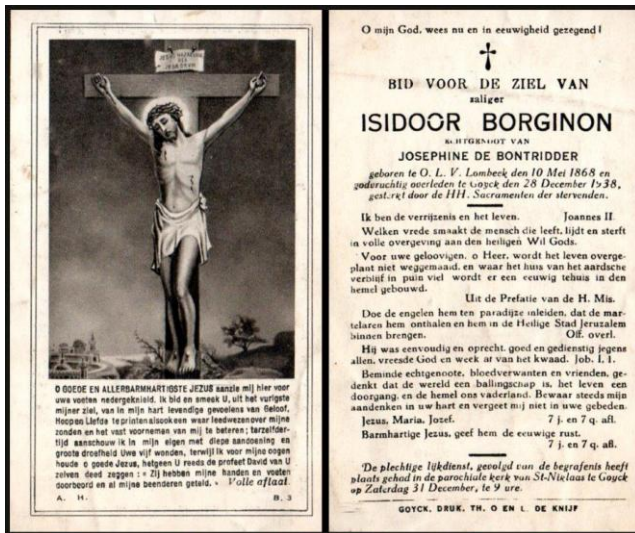 O GOEDE EN ALLERBARMHARTIGSTE JEZUS aanzie mij hier voor
uwe voeten nedergeknield. Ik bid en smeek U, uit het vurigste
mijner ziel, van in mijn hart levendige gevoelens van Geloof,
Hoop en Liefde te printen alsook een waar leedwezen over mijne
zonden en het vast voornemen van mij te beteren; terzelfder-
tijd aanschouw ik in mijn eigen met diepe aandoening en
groote droefheid Uwe vijf wonden, terwijl ik voor mijne oogen
houde o goede Jezus, hetgeen U reeds de profeet David van U
zelven deed zeggen : « Zij hebben mijne handen en voeten
doorboord en al mijne beenderen geteld. » Volle aflaat.
A. H. B. 3
O mijn God, wees nu en in eeuwigheid gezegend !
BID VOOR DE ZIEL VAN
zaliger
ISIDOOR BORGINON
ECHTGENOOT VAN
JOSEPHINE DE BONTRIDDER
geboren te O. L. V. Lombeek den 10 Mei 1868 en
godvruchtig overleden te Goyck den 28 December 1938,
gesterkt door de HH. Sacramenten der stervenden.
Ik ben de verrijzenis en het leven. Joannes II
Welken vrede smaakt de mensch die leeft, lijdt en sterft
in volle overgeving aan den heiligen Wil Gods.
Voor uwe geloovigen, o Heer, wordt het leven overge-
plant niet weggemaaid, en waar het huis van het aardsche
verblijf in puin viel wordt er een eeuwig tehuis in den
hemel gebouwd.
Uit de Prefatie van de H. Mis.
Doe de engelen hem ten paradijze inleiden, dat de mar-
telaren hem onthalen en hem in de Heilige Stad Jeruzalem
binnen brengen. Off. overl.
Hij was eenvoudig en oprecht, goed en gedienstig jegens
allen, vreesde God en week af van het kwaad. Job. I. 1.
Beminde echtgenoote, bloedverwanten en vrienden, ge-
denkt dat de wereld een ballingschap is, het leven een
doorgang, en de hemel ons vaderland. Bewaar steeds mijn
aandenken in uw hart en vergeet mij niet in uwe gebeden.
Jezus, Maria, Jozef. 7 j. en 7 q. afl.
Barmhartige Jezus, geef hem de eeuwige rust.
7 j. en 7 q. afl.
De plechtige lijkdienst, gevolgd van de begrafenis heeft
plaats gehad in de parochiale kerk van St-Niklaas te Goyck
op Zaterdag 31 December, te 9 ure.
GOYCK, DRUK. TH. O EN L. DE KNIJF